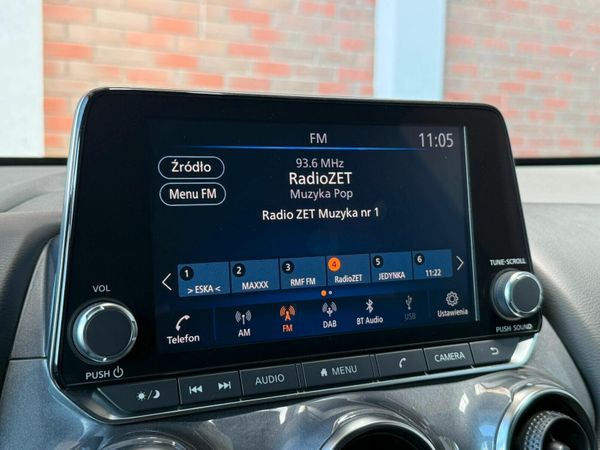 FM
11:05
Źródło
Menu FM
93.6 MHz
RadioZET
Muzyka Pop
Radio ZET Muzyka nr 1
1 > ESKA <
2 MAXXX
3 RMF FM
4 RadioZET
5 JEDYNKA
6 11:22
Telefon
AM
FM
DAB
BT Audio
USB
Ustawienia
VOL
PUSH
TUNE·SCROLL
PUSH SOUND
AUDIO
MENU
CAMERA